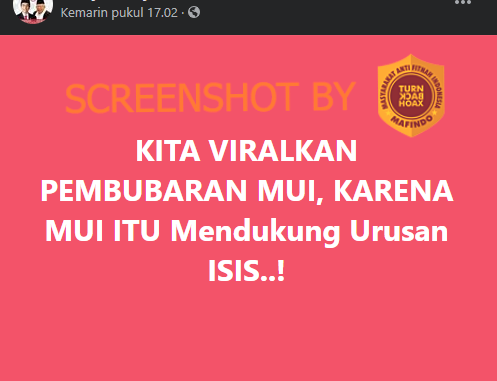 Kemarin pukul 17.02
SCREENSHOT BY
MASYARAKAT ANTI FITNAH INDONESIA
TURN
BACK
HOAX
MAFINDO
KITA VIRALKAN
PEMBUBARAN MUI, KARENA
MUI ITU Mendukung Urusan
ISIS..!